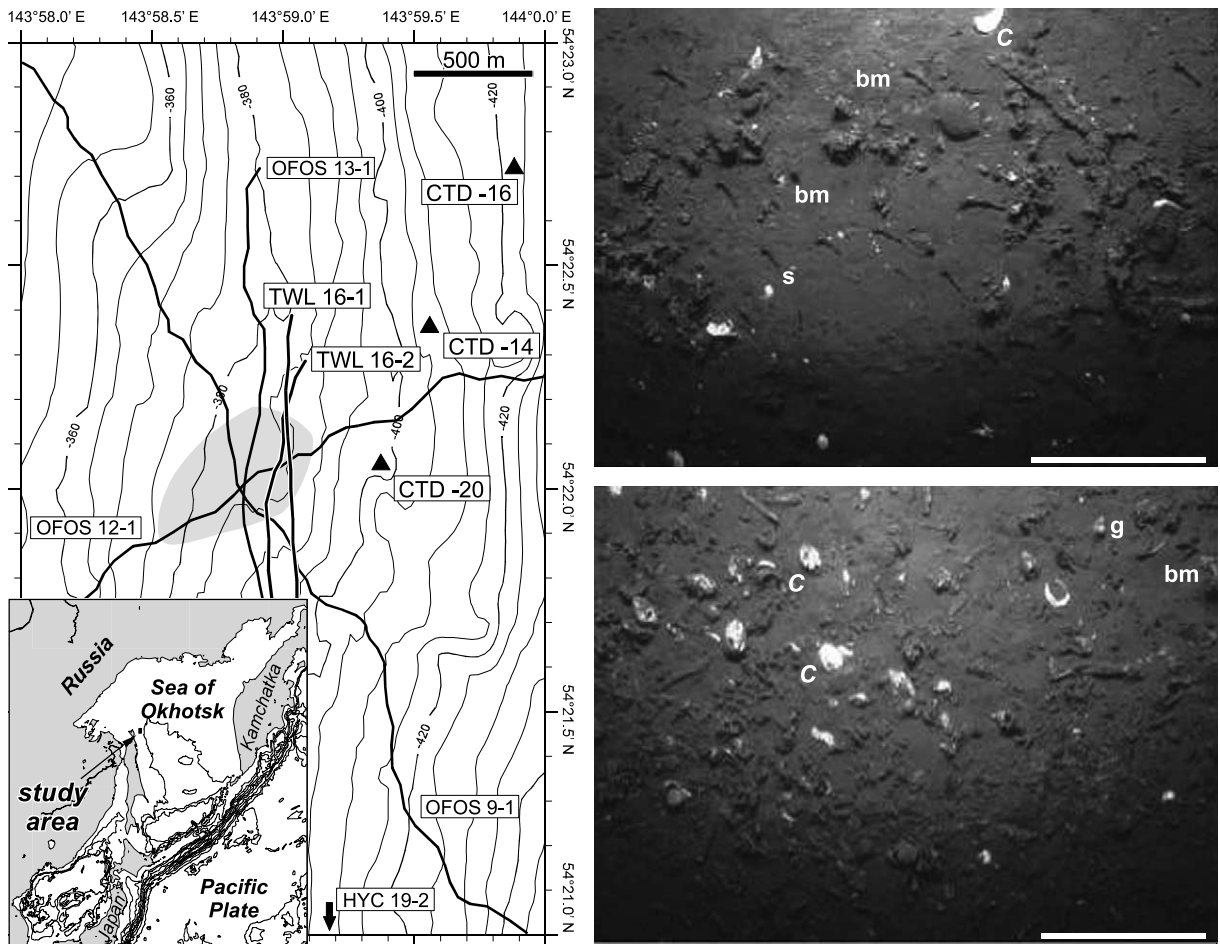 143°58.0' E
143°58.5' E
143°59.0' E
143°59.5' E
144°0.0' E
54°23.0' N
500 m
-360
-380
-400
-420
OFOS 13-1
CTD -16
54°22.5' N
TWL 16-1
CTD -14
TWL 16-2
-380
-360
-400
-420
CTD -20
54°22.0' N
OFOS 12-1
54°21.5' N
-420
OFOS 9-1
HYC 19-2
54°21.0' N
Russia
Sea of
Okhotsk
Kamchatka
study
area
Pacific
Plate
Japan
C
bm
bm
s
g
C
bm
C